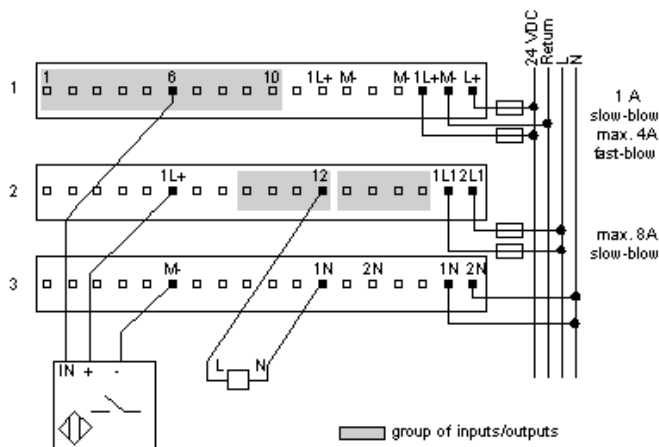 24 VDC
Return
L
N
1 6 10 1L+ M- M- 1L+ M- L+
1
1 A
slow-blow
max. 4A
fast-blow
1L+ 12 1L1 2L1
2
max. 8A
slow-blow
M- 1N 2N 1N 2N
3
L N
IN + -
group of inputs/outputs